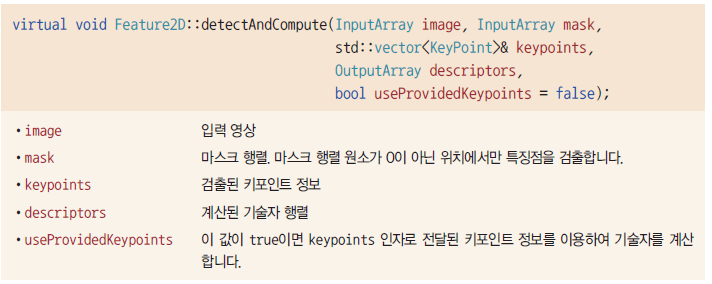 virtual void Feature2D::detectAndCompute(InputArray image, InputArray mask,
std::vector<KeyPoint>& keypoints,
OutputArray descriptors,
bool useProvidedKeypoints = false);
• image 입력 영상
• mask 마스크 행렬. 마스크 행렬 원소가 0이 아닌 위치에서만 특징점을 검출합니다.
• keypoints 검출된 키포인트 정보
• descriptors 계산된 기술자 행렬
• useProvidedKeypoints 이 값이 true이면 keypoints 인자로 전달된 키포인트 정보를 이용하여 기술자를 계산
합니다.